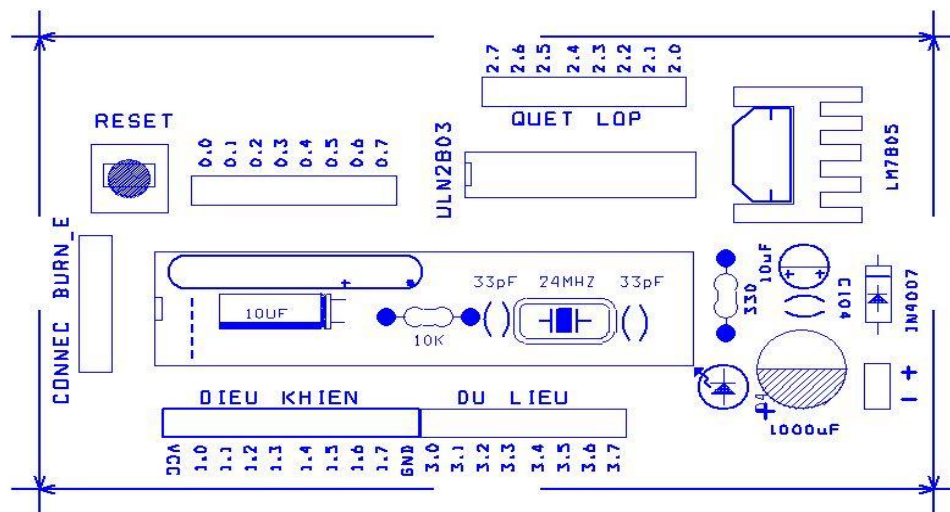 2.7 2.6 2.5 2.4 2.3 2.2 2.1 2.0
QUET LOP
RESET
0.0 0.1 0.2 0.3 0.4 0.5 0.6 0.7
ULN2803
LM7805
CONNEC BURN_E
10UF
10K
33pF 24MHZ 33pF
330
10uF
C104
1N4007
D4
1000uF
DIEU KHIEN DU LIEU
VCC 1.0 1.1 1.2 1.3 1.4 1.5 1.6 1.7 GND 3.0 3.1 3.2 3.3 3.4 3.5 3.6 3.7